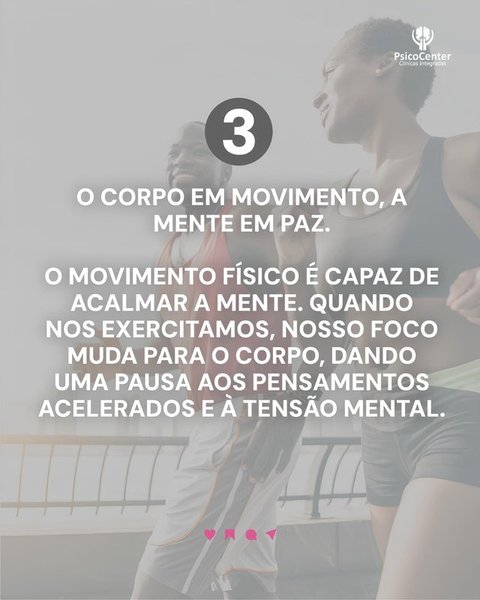 PsicoCenter
Clínicas Integradas
3
O CORPO EM MOVIMENTO, A
MENTE EM PAZ.
O MOVIMENTO FÍSICO É CAPAZ DE
ACALMAR A MENTE. QUANDO
NOS EXERCITAMOS, NOSSO FOCO
MUDA PARA O CORPO, DANDO
UMA PAUSA AOS PENSAMENTOS
ACELERADOS E À TENSÃO MENTAL.